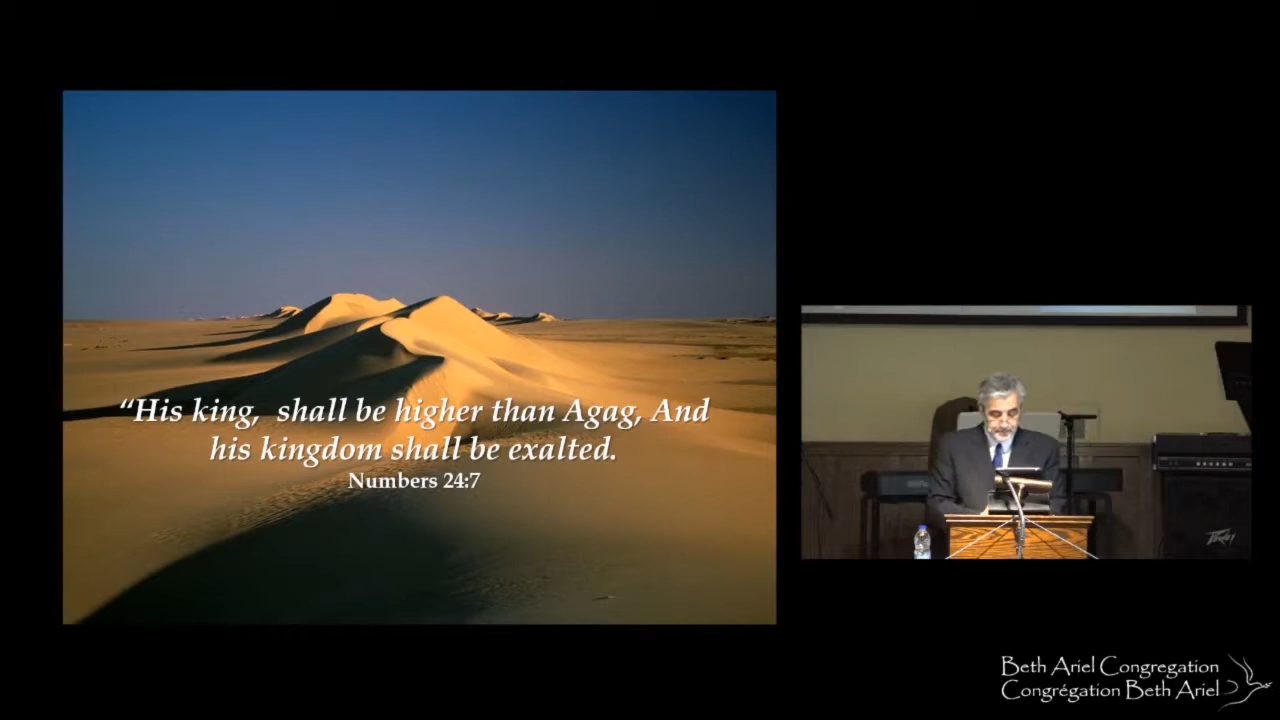 “His king,  shall be higher than Agag, And
his kingdom shall be exalted.
Numbers 24:7
Peavey
Beth Ariel Congregation
Congrégation Beth Ariel